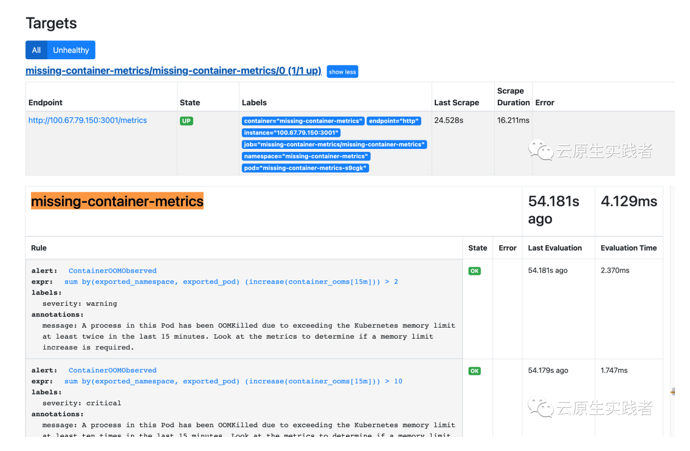 Targets
All Unhealthy
missing-container-metrics/missing-container-metrics/0 (1/1 up) show less
Endpoint State Labels Last Scrape Scrape Duration Error
http://100.67.79.150:3001/metrics UP container="missing-container-metrics" endpoint="http" 24.528s 16.211ms
instance="100.67.79.150:3001"
job="missing-container-metrics/missing-container-metrics"
namespace="missing-container-metrics"
pod="missing-container-metrics-s9cgk"
云原生实践者
missing-container-metrics 54.181s ago 4.129ms
Rule State Error Last Evaluation Evaluation Time
alert: ContainerOOMObserved OK 54.181s ago 2.370ms
expr: sum by(exported_namespace, exported_pod) (increase(container_ooms[15m])) > 2
labels:
severity: warning
annotations:
message: A process in this Pod has been OOMKilled due to exceeding the Kubernetes memory limit
at least twice in the last 15 minutes. Look at the metrics to determine if a memory limit
increase is required.
alert: ContainerOOMObserved OK 54.179s ago 1.747ms
expr: sum by(exported_namespace, exported_pod) (increase(container_ooms[15m])) > 10
labels:
severity: critical
annotations:
message: A process in this Pod has been OOMKilled due to exceeding the Kubernetes memory limit
at least ten times in the last 15 minutes. Look at the metrics to determine if a memory limit
云原生实践者